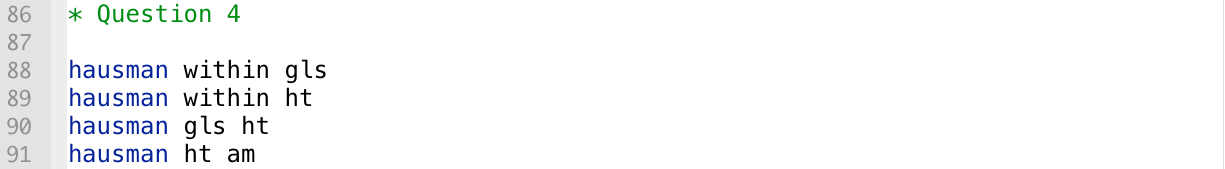 86 * Question 4
87
88 hausman within gls
89 hausman within ht
90 hausman gls ht
91 hausman ht am